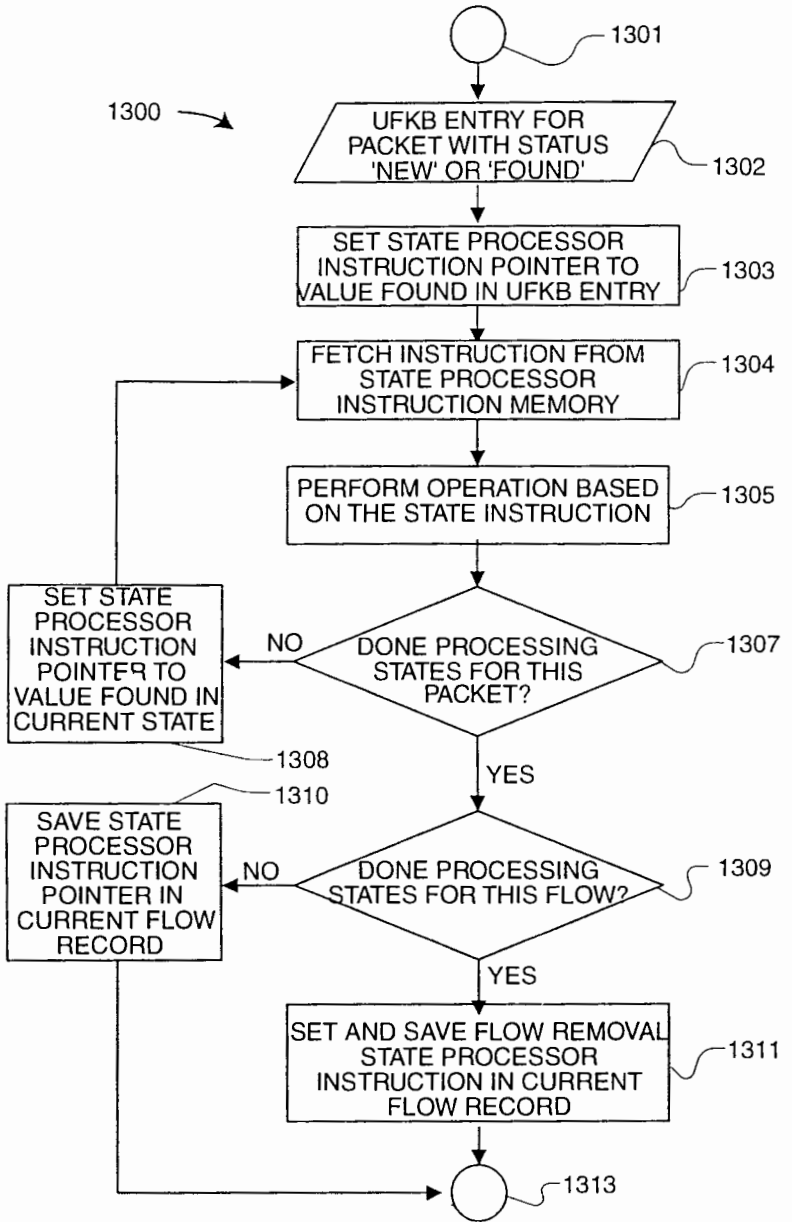 1301
1300
UFKB ENTRY FOR
PACKET WITH STATUS
'NEW' OR 'FOUND'
1302
SET STATE PROCESSOR
INSTRUCTION POINTER TO
VALUE FOUND IN UFKB ENTRY
1303
FETCH INSTRUCTION FROM
STATE PROCESSOR
INSTRUCTION MEMORY
1304
PERFORM OPERATION BASED
ON THE STATE INSTRUCTION
1305
SET STATE
PROCESSOR
INSTRUCTION
POINTER TO
VALUE FOUND IN
CURRENT STATE
NO
DONE PROCESSING
STATES FOR THIS
PACKET?
1307
1308
YES
1310
SAVE STATE
PROCESSOR
INSTRUCTION
POINTER IN
CURRENT FLOW
RECORD
NO
DONE PROCESSING
STATES FOR THIS FLOW?
1309
YES
SET AND SAVE FLOW REMOVAL
STATE PROCESSOR
INSTRUCTION IN CURRENT
FLOW RECORD
1311
1313